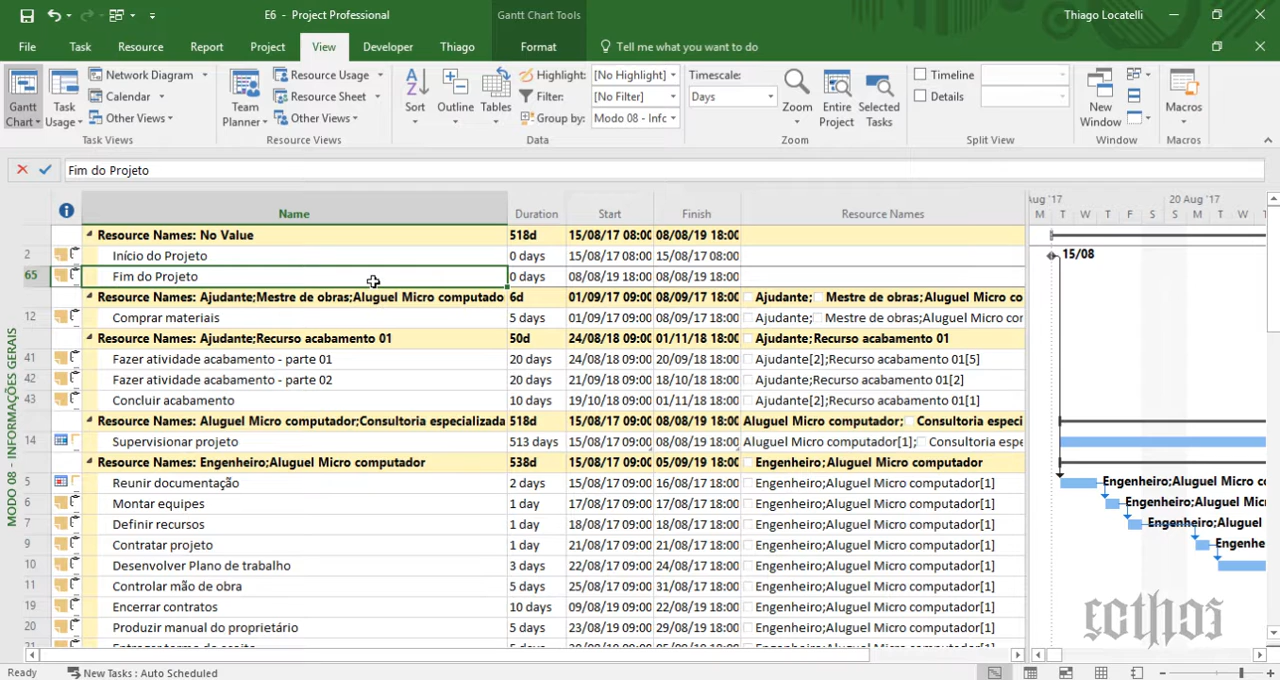 E6 - Project Professional
Gantt Chart Tools
Thiago Locatelli
File Task Resource Report Project View Developer Thiago Format Tell me what you want to do
Gantt Chart
Task Usage
Network Diagram
Calendar
Other Views
Task Views
Team Planner
Resource Usage
Resource Sheet
Other Views
Resource Views
Sort
Outline
Tables
Highlight: [No Highlight]
Filter: [No Filter]
Group by: Modo 08 - Infc
Data
Timescale:
Days
Zoom
Entire Project
Selected Tasks
Zoom
Timeline
Details
Split View
New Window
Window
Macros
Macros
Fim do Projeto
Name Duration Start Finish Resource Names
Aug '17 20 Aug '17
M T W T F S S M T W T
Resource Names: No Value 518d 15/08/17 08:00 08/08/19 18:00
2 Início do Projeto 0 days 15/08/17 08:00 15/08/17 08:00 15/08
65 Fim do Projeto 0 days 08/08/19 18:00 08/08/19 18:00
Resource Names: Ajudante;Mestre de obras;Aluguel Micro computado 6d 01/09/17 09:00 08/09/17 18:00 Ajudante; Mestre de obras;Aluguel Micro co
12 Comprar materiais 5 days 01/09/17 09:00 08/09/17 18:00 Ajudante; Mestre de obras;Aluguel Micro com
Resource Names: Ajudante;Recurso acabamento 01 50d 24/08/18 09:00 01/11/18 18:00 Ajudante;Recurso acabamento 01
41 Fazer atividade acabamento - parte 01 20 days 24/08/18 09:00 20/09/18 18:00 Ajudante[2];Recurso acabamento 01[5]
42 Fazer atividade acabamento - parte 02 20 days 21/09/18 09:00 18/10/18 18:00 Ajudante;Recurso acabamento 01[2]
43 Concluir acabamento 10 days 19/10/18 09:00 01/11/18 18:00 Ajudante;Recurso acabamento 01[1]
Resource Names: Aluguel Micro computador;Consultoria especializada 518d 15/08/17 09:00 08/08/19 18:00 Aluguel Micro computador; Consultoria especi
14 Supervisionar projeto 513 days 15/08/17 09:00 08/08/19 18:00 Aluguel Micro computador[1]; Consultoria espe
Resource Names: Engenheiro;Aluguel Micro computador 538d 15/08/17 09:00 05/09/19 18:00 Engenheiro;Aluguel Micro computador
5 Reunir documentação 2 days 15/08/17 09:00 16/08/17 18:00 Engenheiro;Aluguel Micro computador[1] Engenheiro;Aluguel Micro c
6 Montar equipes 1 day 17/08/17 09:00 17/08/17 18:00 Engenheiro;Aluguel Micro computador[1] Engenheiro;Aluguel Mic
7 Definir recursos 1 day 18/08/17 09:00 18/08/17 18:00 Engenheiro;Aluguel Micro computador[1] Engenheiro;Aluguel
9 Contratar projeto 1 day 21/08/17 09:00 21/08/17 18:00 Engenheiro;Aluguel Micro computador[1] Engenhe
10 Desenvolver Plano de trabalho 3 days 22/08/17 09:00 24/08/17 18:00 Engenheiro;Aluguel Micro computador[1]
11 Controlar mão de obra 5 days 25/08/17 09:00 31/08/17 18:00 Engenheiro;Aluguel Micro computador[1]
19 Encerrar contratos 10 days 09/08/19 09:00 22/08/19 18:00 Engenheiro;Aluguel Micro computador[1]
20 Produzir manual do proprietário 5 days 23/08/19 09:00 29/08/19 18:00 Engenheiro;Aluguel Micro computador[1]
MODO 08 - INFORMAÇÕES GERAIS
Ready New Tasks : Auto Scheduled